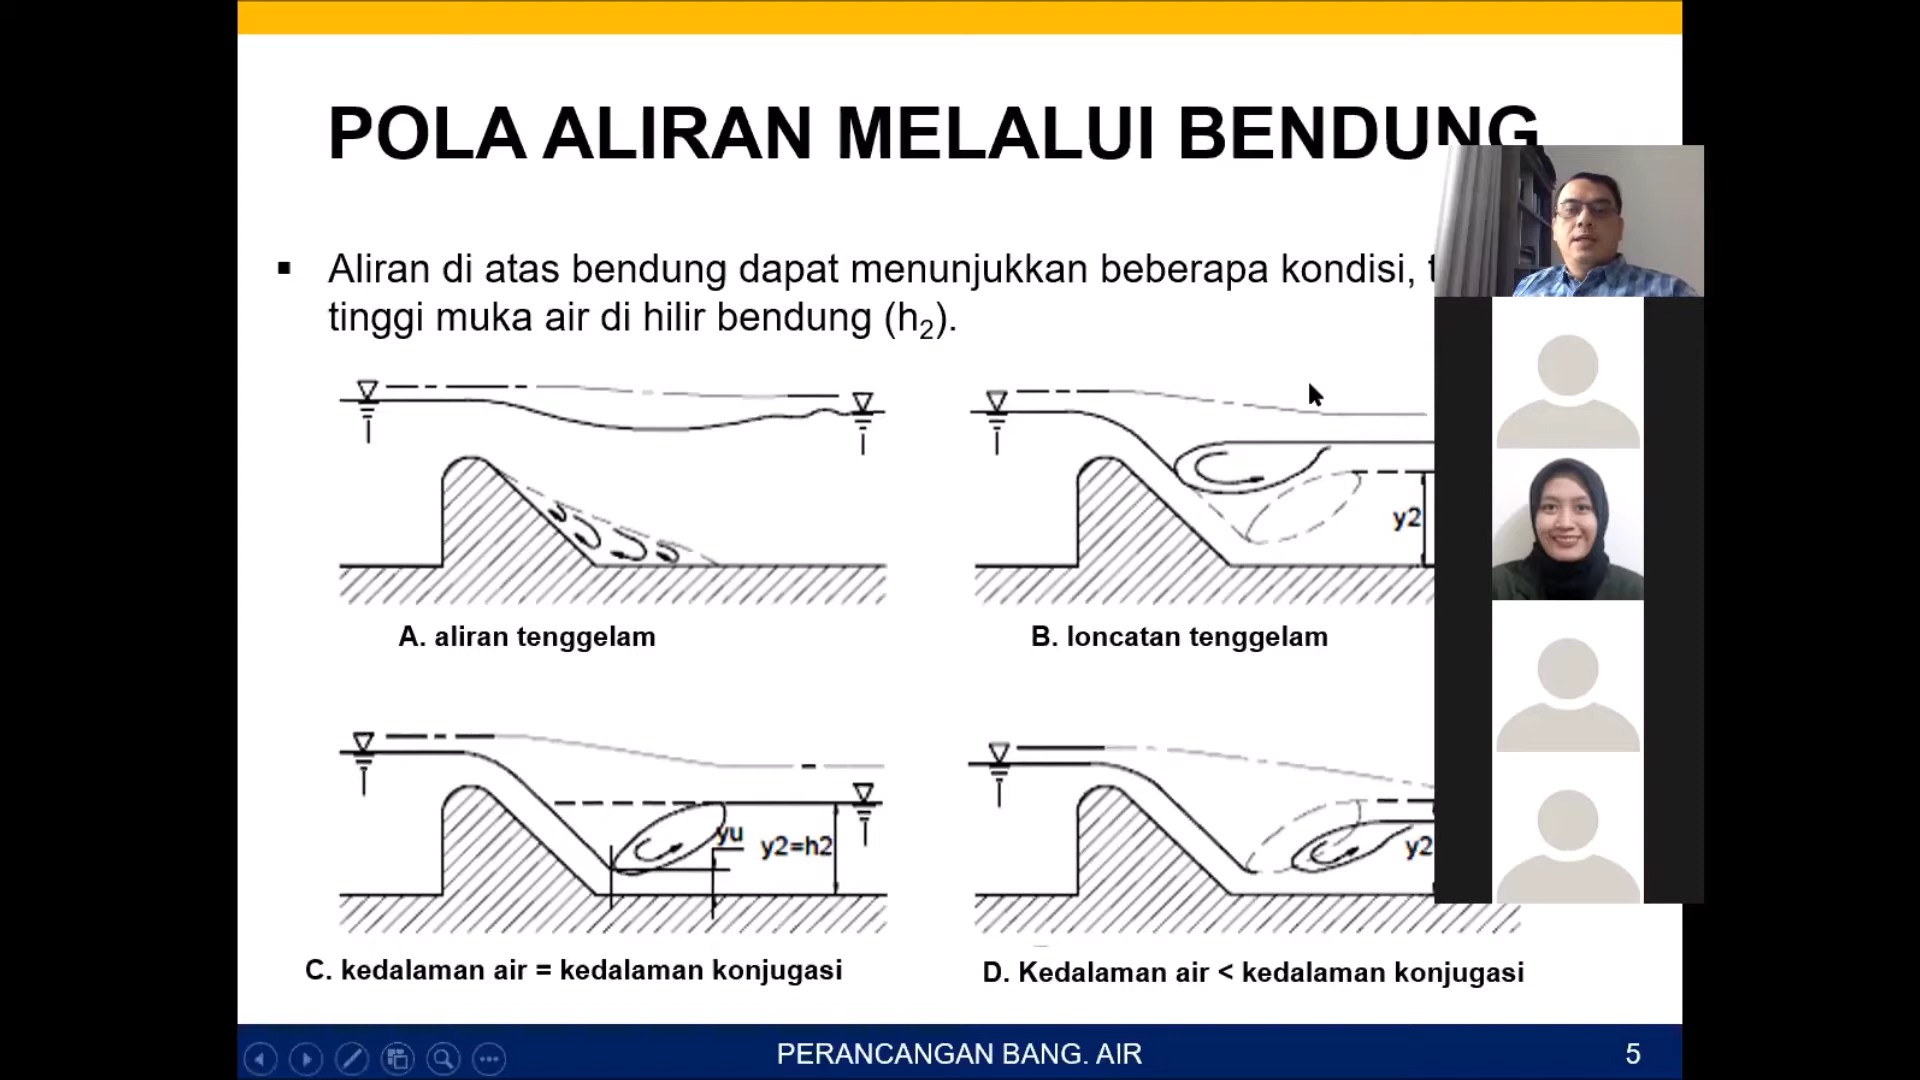 POLA ALIRAN MELALUI BENDUNG
Aliran di atas bendung dapat menunjukkan beberapa kondisi,
tinggi muka air di hilir bendung (h₂).
y2
A. aliran tenggelam
B. loncatan tenggelam
yu
y2=h2
y2
C. kedalaman air = kedalaman konjugasi
D. Kedalaman air < kedalaman konjugasi
PERANCANGAN BANG. AIR
5